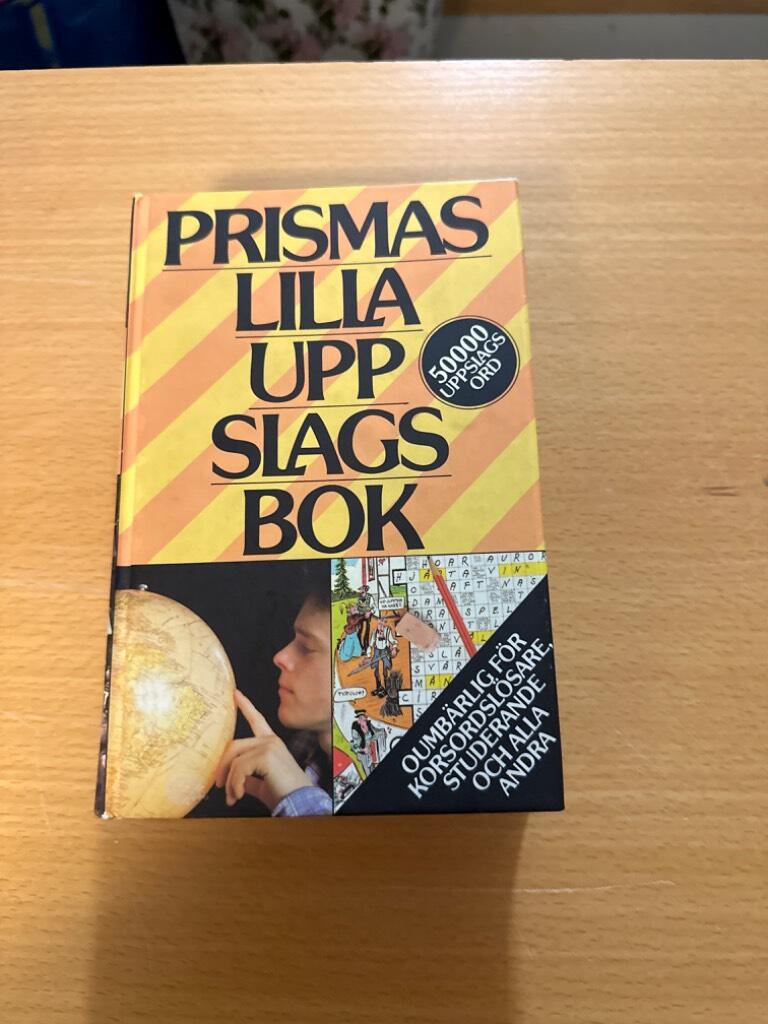 PRISMAS
LILLA
UPP
SLAGS
BOK
50000
UPPSLAGS
ORD
OUMBÄRLIG FÖR
KORSORDSLÖSARE,
STUDERANDE
OCH ALLA
ANDRA